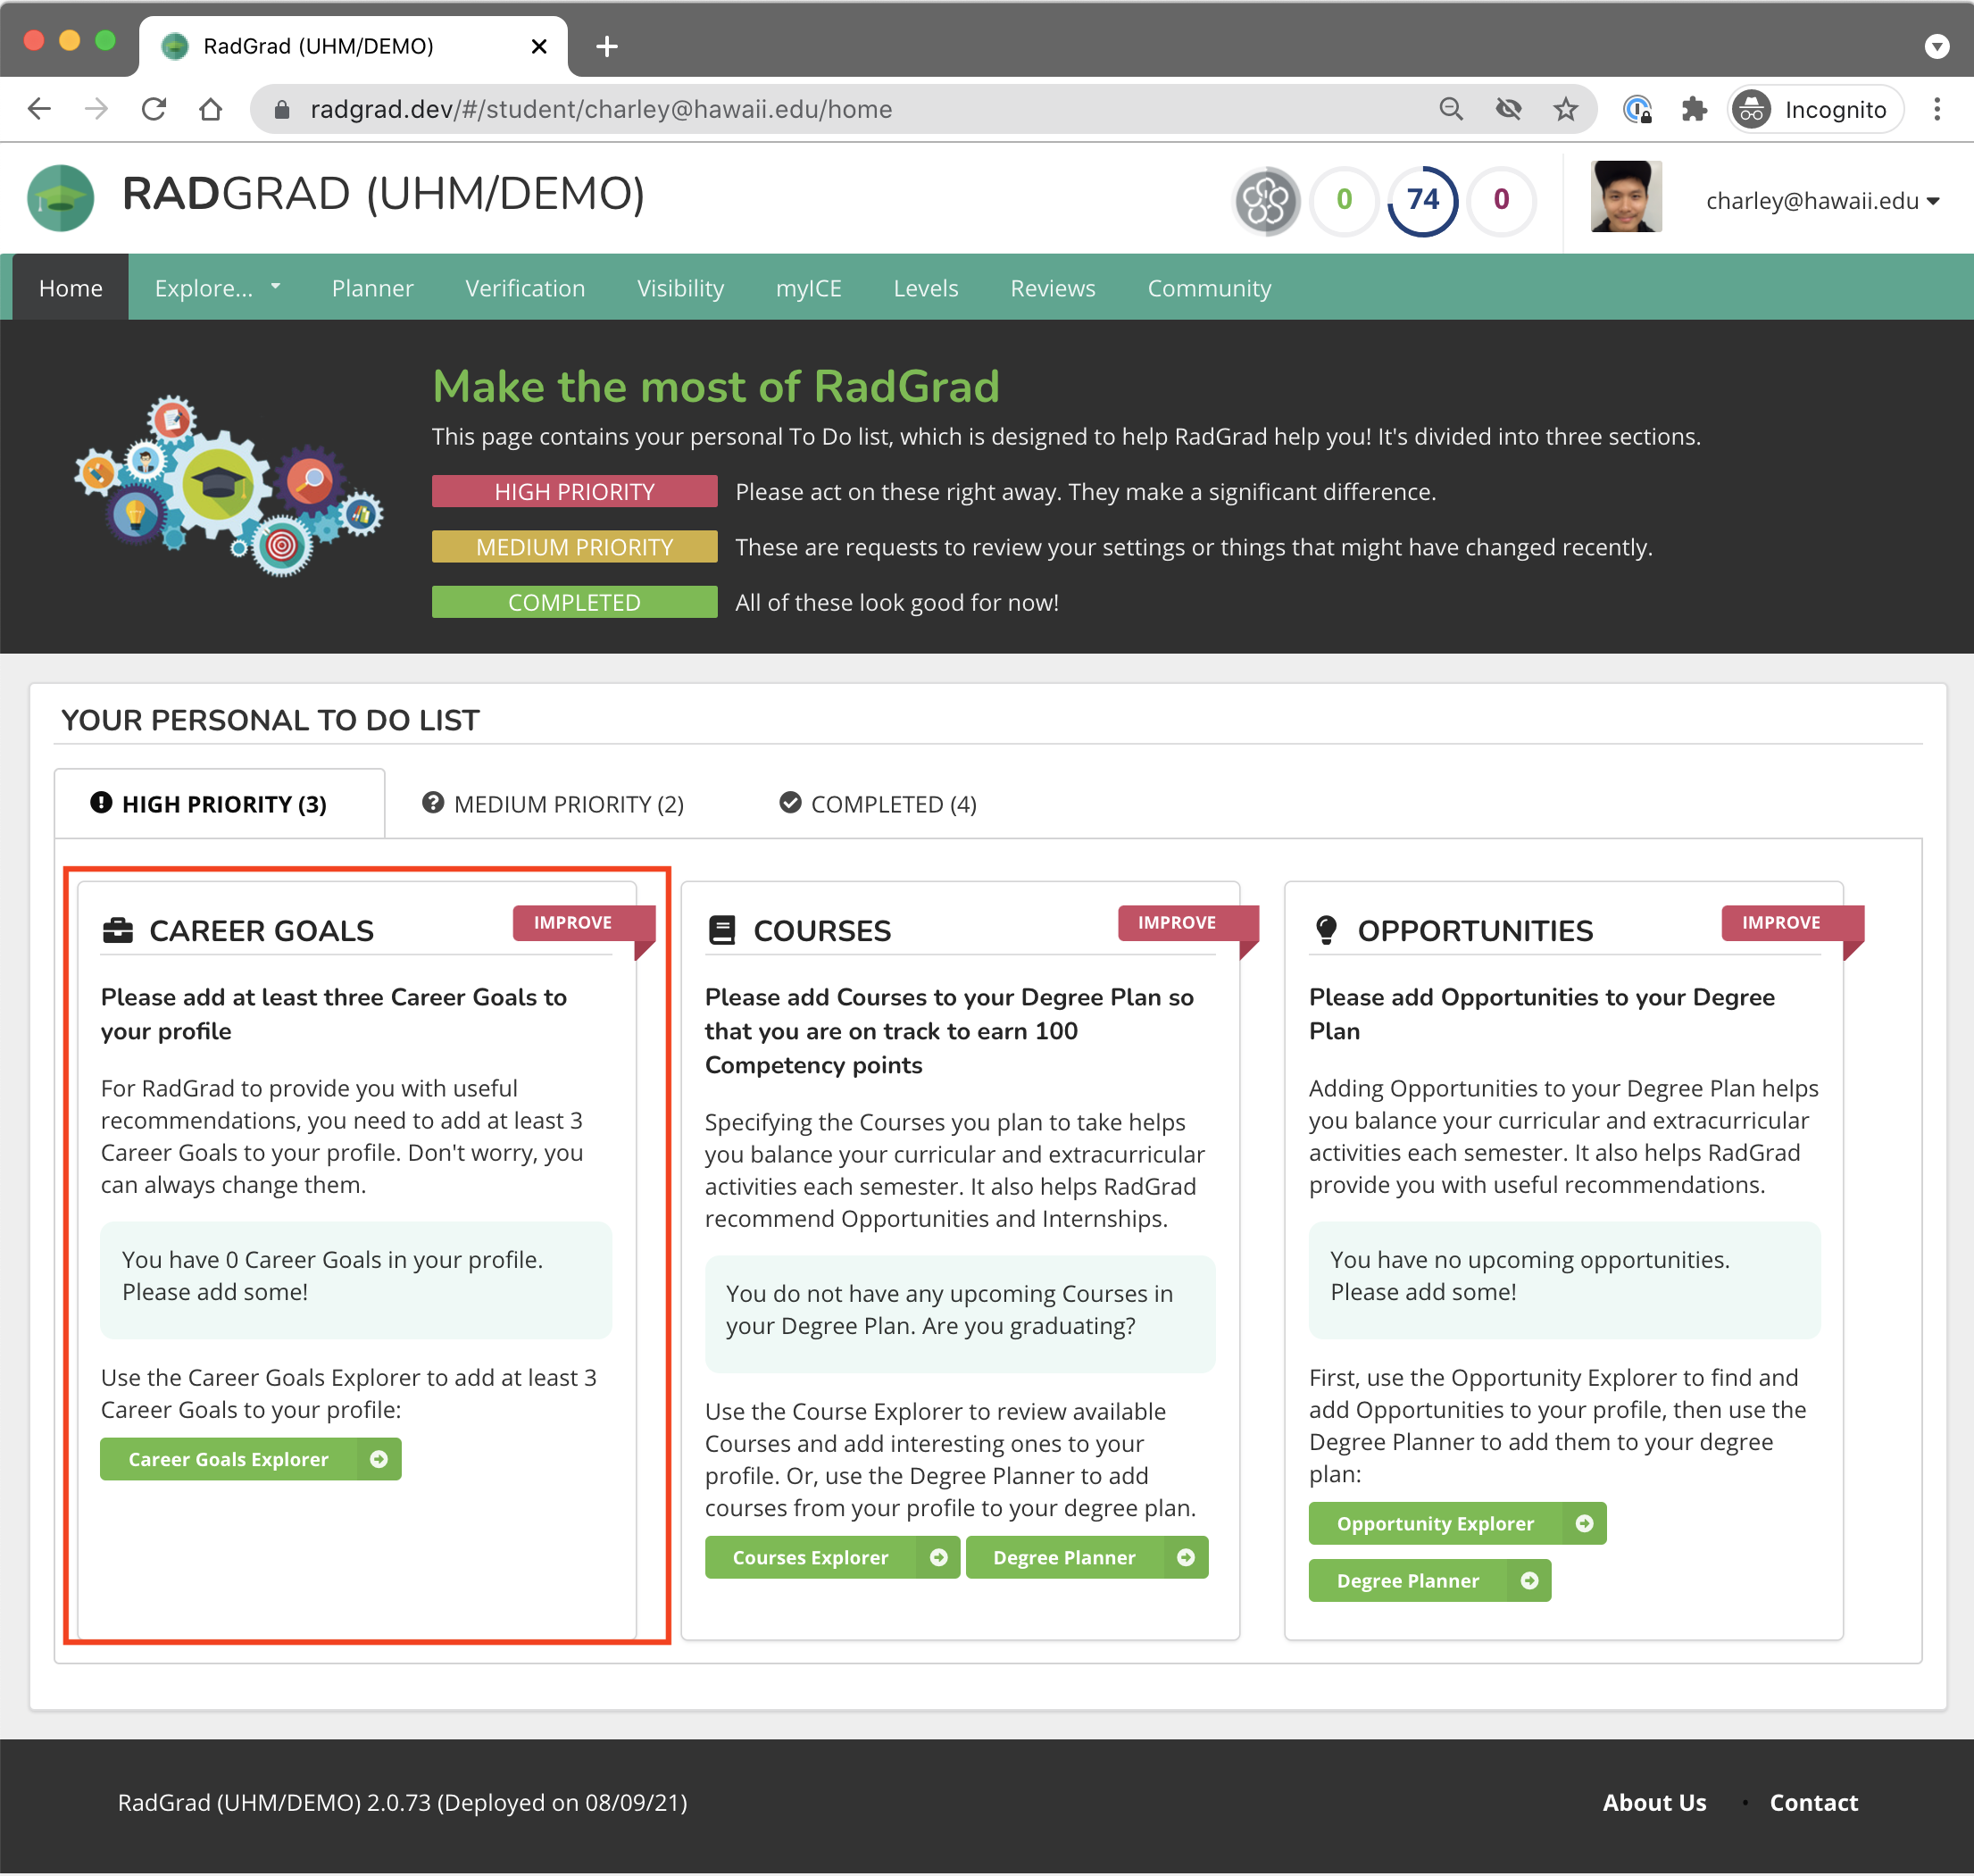 RadGrad (UHM/DEMO)
radgrad.dev/#/student/charley@hawaii.edu/home
Incognito
RADGRAD (UHM/DEMO)
0
74
0
charley@hawaii.edu
Home
Explore...
Planner
Verification
Visibility
myICE
Levels
Reviews
Community
Make the most of RadGrad
This page contains your personal To Do list, which is designed to help RadGrad help you! It's divided into three sections.
HIGH PRIORITY
Please act on these right away. They make a significant difference.
MEDIUM PRIORITY
These are requests to review your settings or things that might have changed recently.
COMPLETED
All of these look good for now!
YOUR PERSONAL TO DO LIST
HIGH PRIORITY (3)
MEDIUM PRIORITY (2)
COMPLETED (4)
CAREER GOALS
IMPROVE
Please add at least three Career Goals to
your profile
For RadGrad to provide you with useful
recommendations, you need to add at least 3
Career Goals to your profile. Don't worry, you
can always change them.
You have 0 Career Goals in your profile.
Please add some!
Use the Career Goals Explorer to add at least 3
Career Goals to your profile:
Career Goals Explorer
COURSES
IMPROVE
Please add Courses to your Degree Plan so
that you are on track to earn 100
Competency points
Specifying the Courses you plan to take helps
you balance your curricular and extracurricular
activities each semester. It also helps RadGrad
recommend Opportunities and Internships.
You do not have any upcoming Courses in
your Degree Plan. Are you graduating?
Use the Course Explorer to review available
Courses and add interesting ones to your
profile. Or, use the Degree Planner to add
courses from your profile to your degree plan.
Courses Explorer
Degree Planner
OPPORTUNITIES
IMPROVE
Please add Opportunities to your Degree
Plan
Adding Opportunities to your Degree Plan helps
you balance your curricular and extracurricular
activities each semester. It also helps RadGrad
provide you with useful recommendations.
You have no upcoming opportunities.
Please add some!
First, use the Opportunity Explorer to find and
add Opportunities to your profile, then use the
Degree Planner to add them to your degree
plan:
Opportunity Explorer
Degree Planner
RadGrad (UHM/DEMO) 2.0.73 (Deployed on 08/09/21)
About Us
Contact